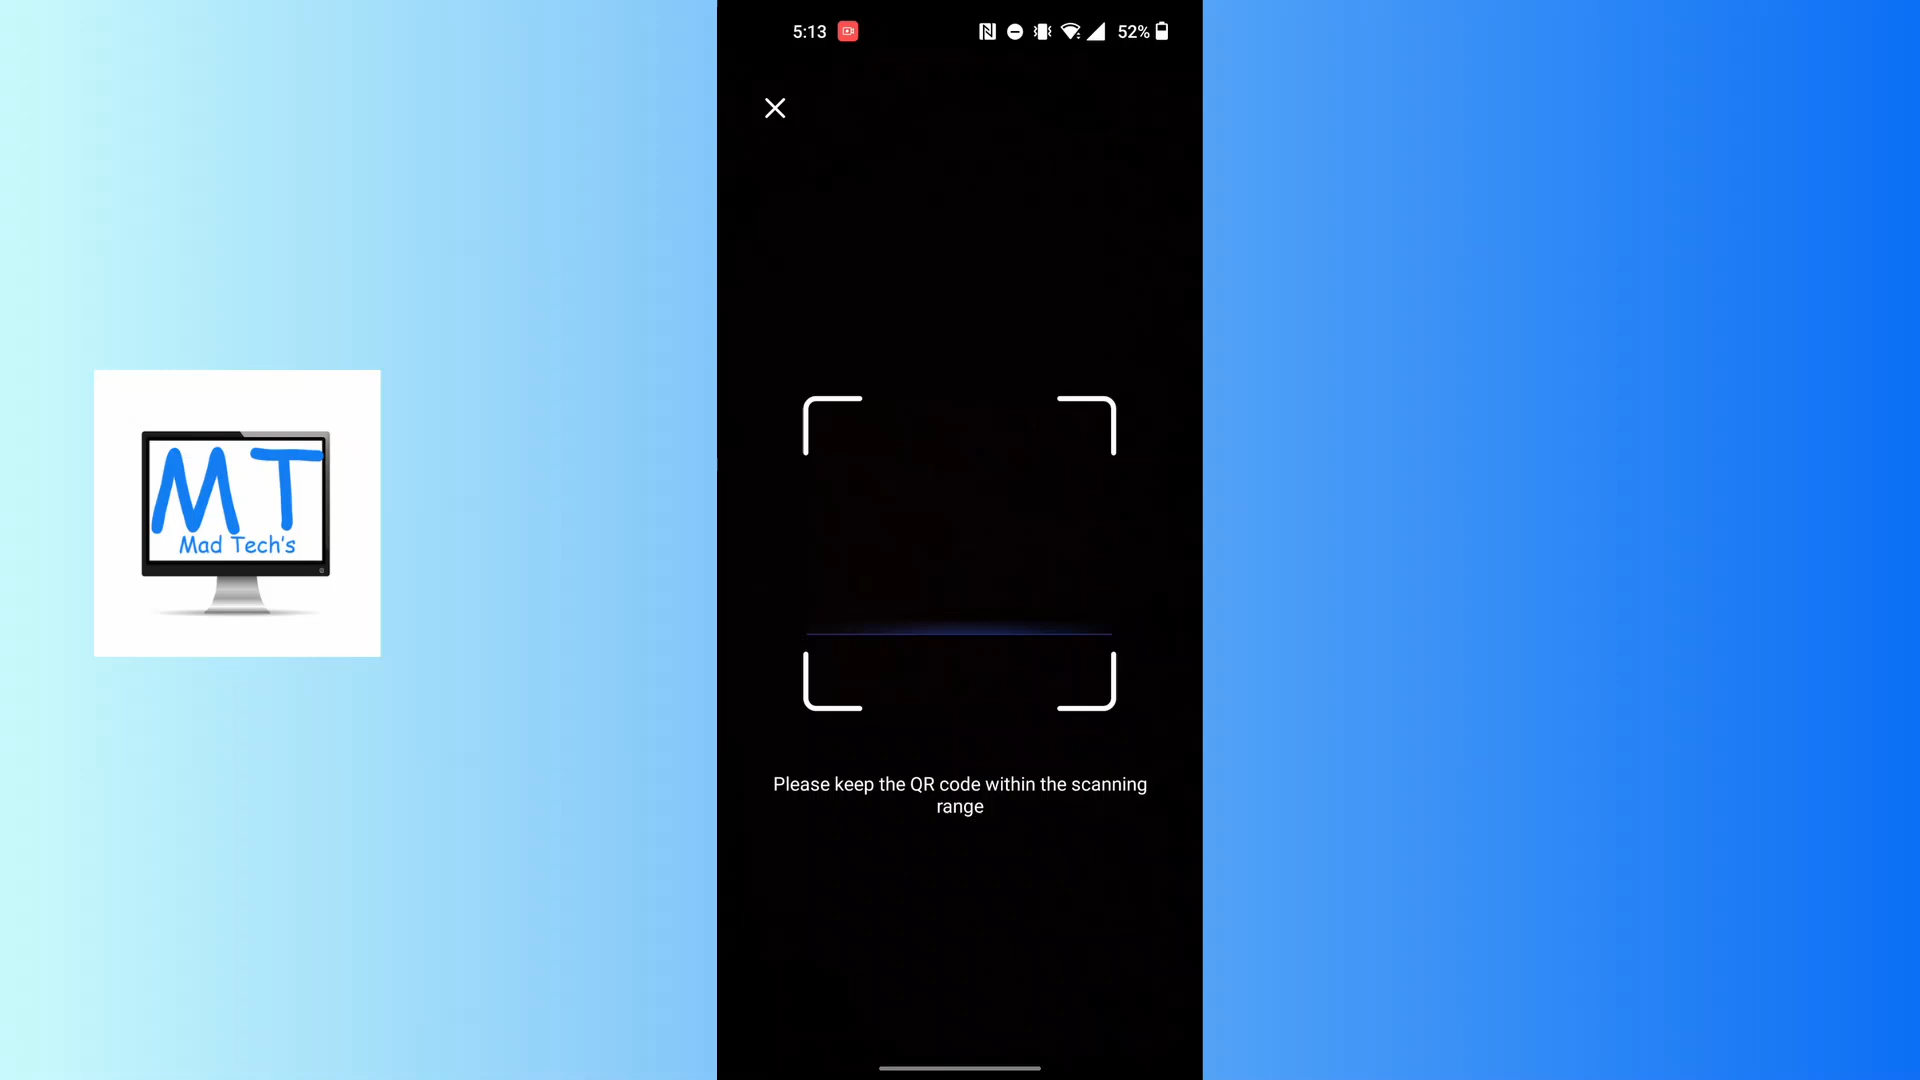 5:13
52%
MT
Mad Tech's
Please keep the QR code within the scanning
range